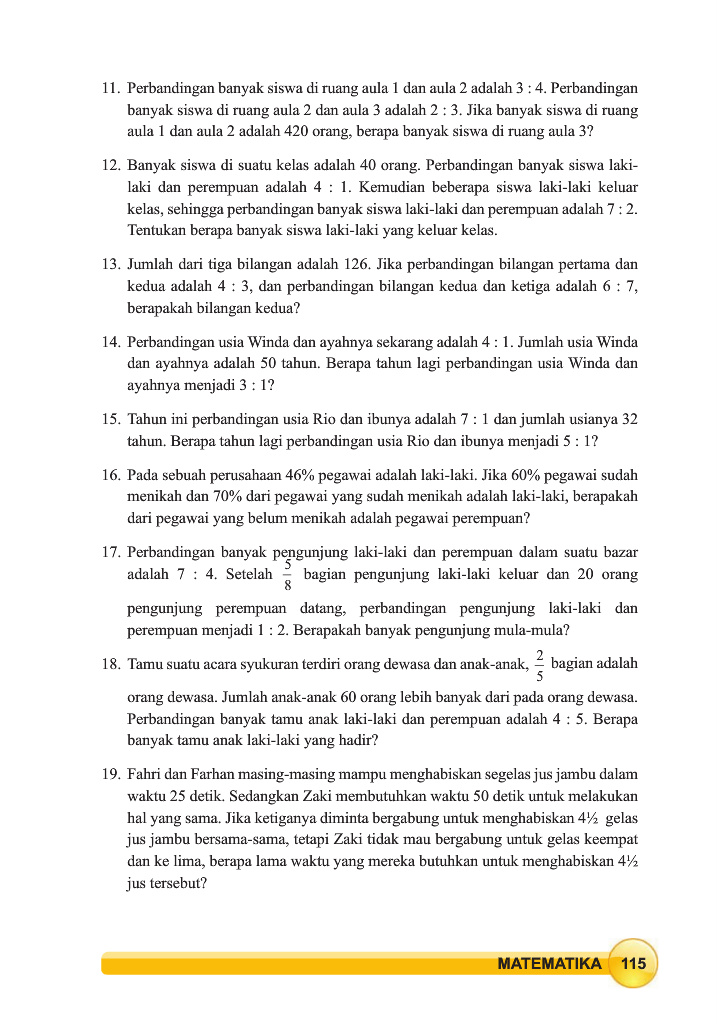 11. Perbandingan banyak siswa di ruang aula 1 dan aula 2 adalah 3 : 4. Perbandingan
banyak siswa di ruang aula 2 dan aula 3 adalah 2 : 3. Jika banyak siswa di ruang
aula 1 dan aula 2 adalah 420 orang, berapa banyak siswa di ruang aula 3?
12. Banyak siswa di suatu kelas adalah 40 orang. Perbandingan banyak siswa laki-
laki dan perempuan adalah 4 : 1. Kemudian beberapa siswa laki-laki keluar
kelas, sehingga perbandingan banyak siswa laki-laki dan perempuan adalah 7 : 2.
Tentukan berapa banyak siswa laki-laki yang keluar kelas.
13. Jumlah dari tiga bilangan adalah 126. Jika perbandingan bilangan pertama dan
kedua adalah 4 : 3, dan perbandingan bilangan kedua dan ketiga adalah 6 : 7,
berapakah bilangan kedua?
14. Perbandingan usia Winda dan ayahnya sekarang adalah 4 : 1. Jumlah usia Winda
dan ayahnya adalah 50 tahun. Berapa tahun lagi perbandingan usia Winda dan
ayahnya menjadi 3 : 1?
15. Tahun ini perbandingan usia Rio dan ibunya adalah 7 : 1 dan jumlah usianya 32
tahun. Berapa tahun lagi perbandingan usia Rio dan ibunya menjadi 5 : 1?
16. Pada sebuah perusahaan 46% pegawai adalah laki-laki. Jika 60% pegawai sudah
menikah dan 70% dari pegawai yang sudah menikah adalah laki-laki, berapakah
dari pegawai yang belum menikah adalah pegawai perempuan?
17. Perbandingan banyak pengunjung laki-laki dan perempuan dalam suatu bazar
adalah 7 : 4. Setelah 5/8 bagian pengunjung laki-laki keluar dan 20 orang
pengunjung perempuan datang, perbandingan pengunjung laki-laki dan
perempuan menjadi 1 : 2. Berapakah banyak pengunjung mula-mula?
18. Tamu suatu acara syukuran terdiri orang dewasa dan anak-anak, 2/5 bagian adalah
orang dewasa. Jumlah anak-anak 60 orang lebih banyak dari pada orang dewasa.
Perbandingan banyak tamu anak laki-laki dan perempuan adalah 4 : 5. Berapa
banyak tamu anak laki-laki yang hadir?
19. Fahri dan Farhan masing-masing mampu menghabiskan segelas jus jambu dalam
waktu 25 detik. Sedangkan Zaki membutuhkan waktu 50 detik untuk melakukan
hal yang sama. Jika ketiganya diminta bergabung untuk menghabiskan 4½ gelas
jus jambu bersama-sama, tetapi Zaki tidak mau bergabung untuk gelas keempat
dan ke lima, berapa lama waktu yang mereka butuhkan untuk menghabiskan 4½
jus tersebut?
MATEMATIKA 115